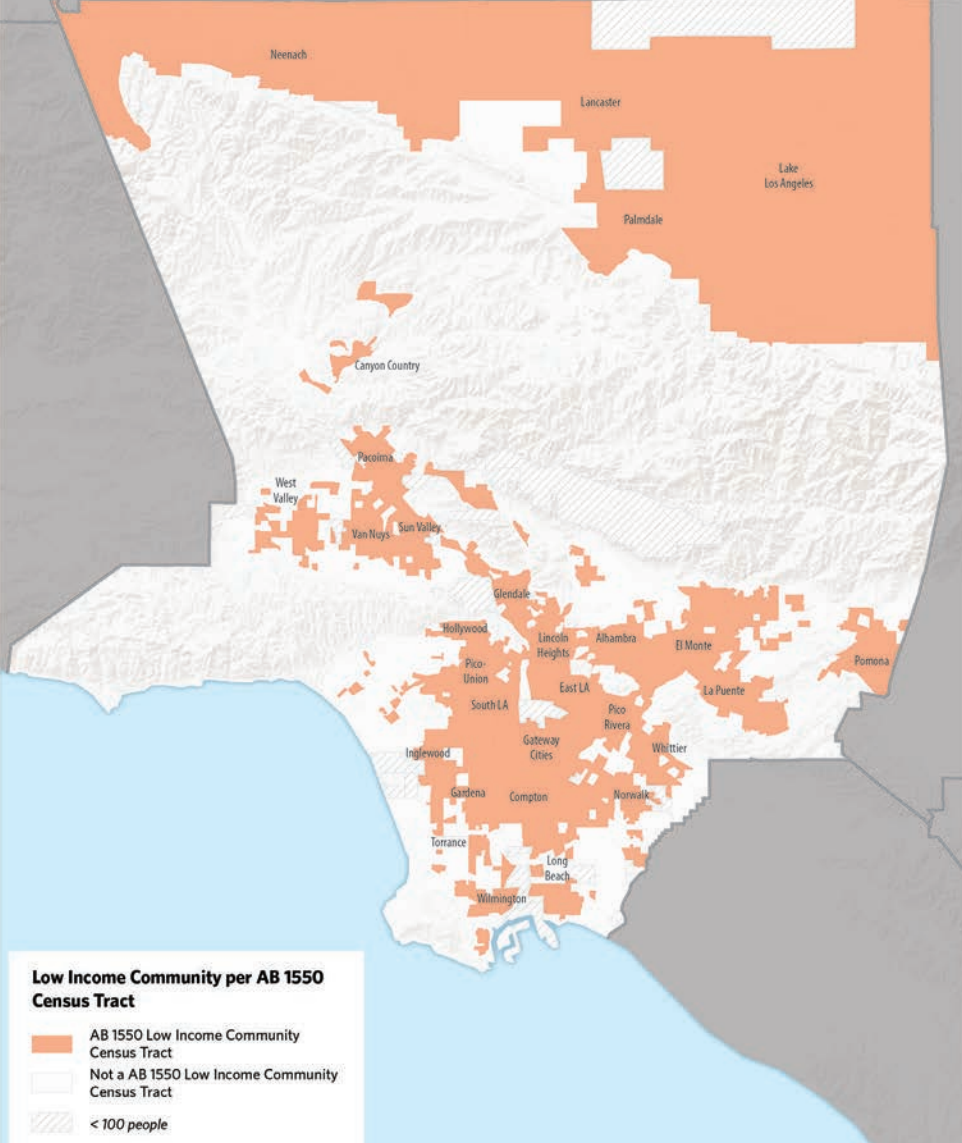 Neenach
Lancaster
Lake
Los Angeles
Palmdale
Canyon Country
Pacoima
West
Valley
Van Nuys
Sun Valley
Glendale
Hollywood
Lincoln
Heights
Alhambra
El Monte
Pomona
Pico-
Union
East LA
La Puente
South LA
Pico
Rivera
Gateway
Cities
Whittier
Inglewood
Gardena
Compton
Norwalk
Torrance
Long
Beach
Wilmington
Low Income Community per AB 1550
Census Tract
AB 1550 Low Income Community
Census Tract
Not a AB 1550 Low Income Community
Census Tract
< 100 people